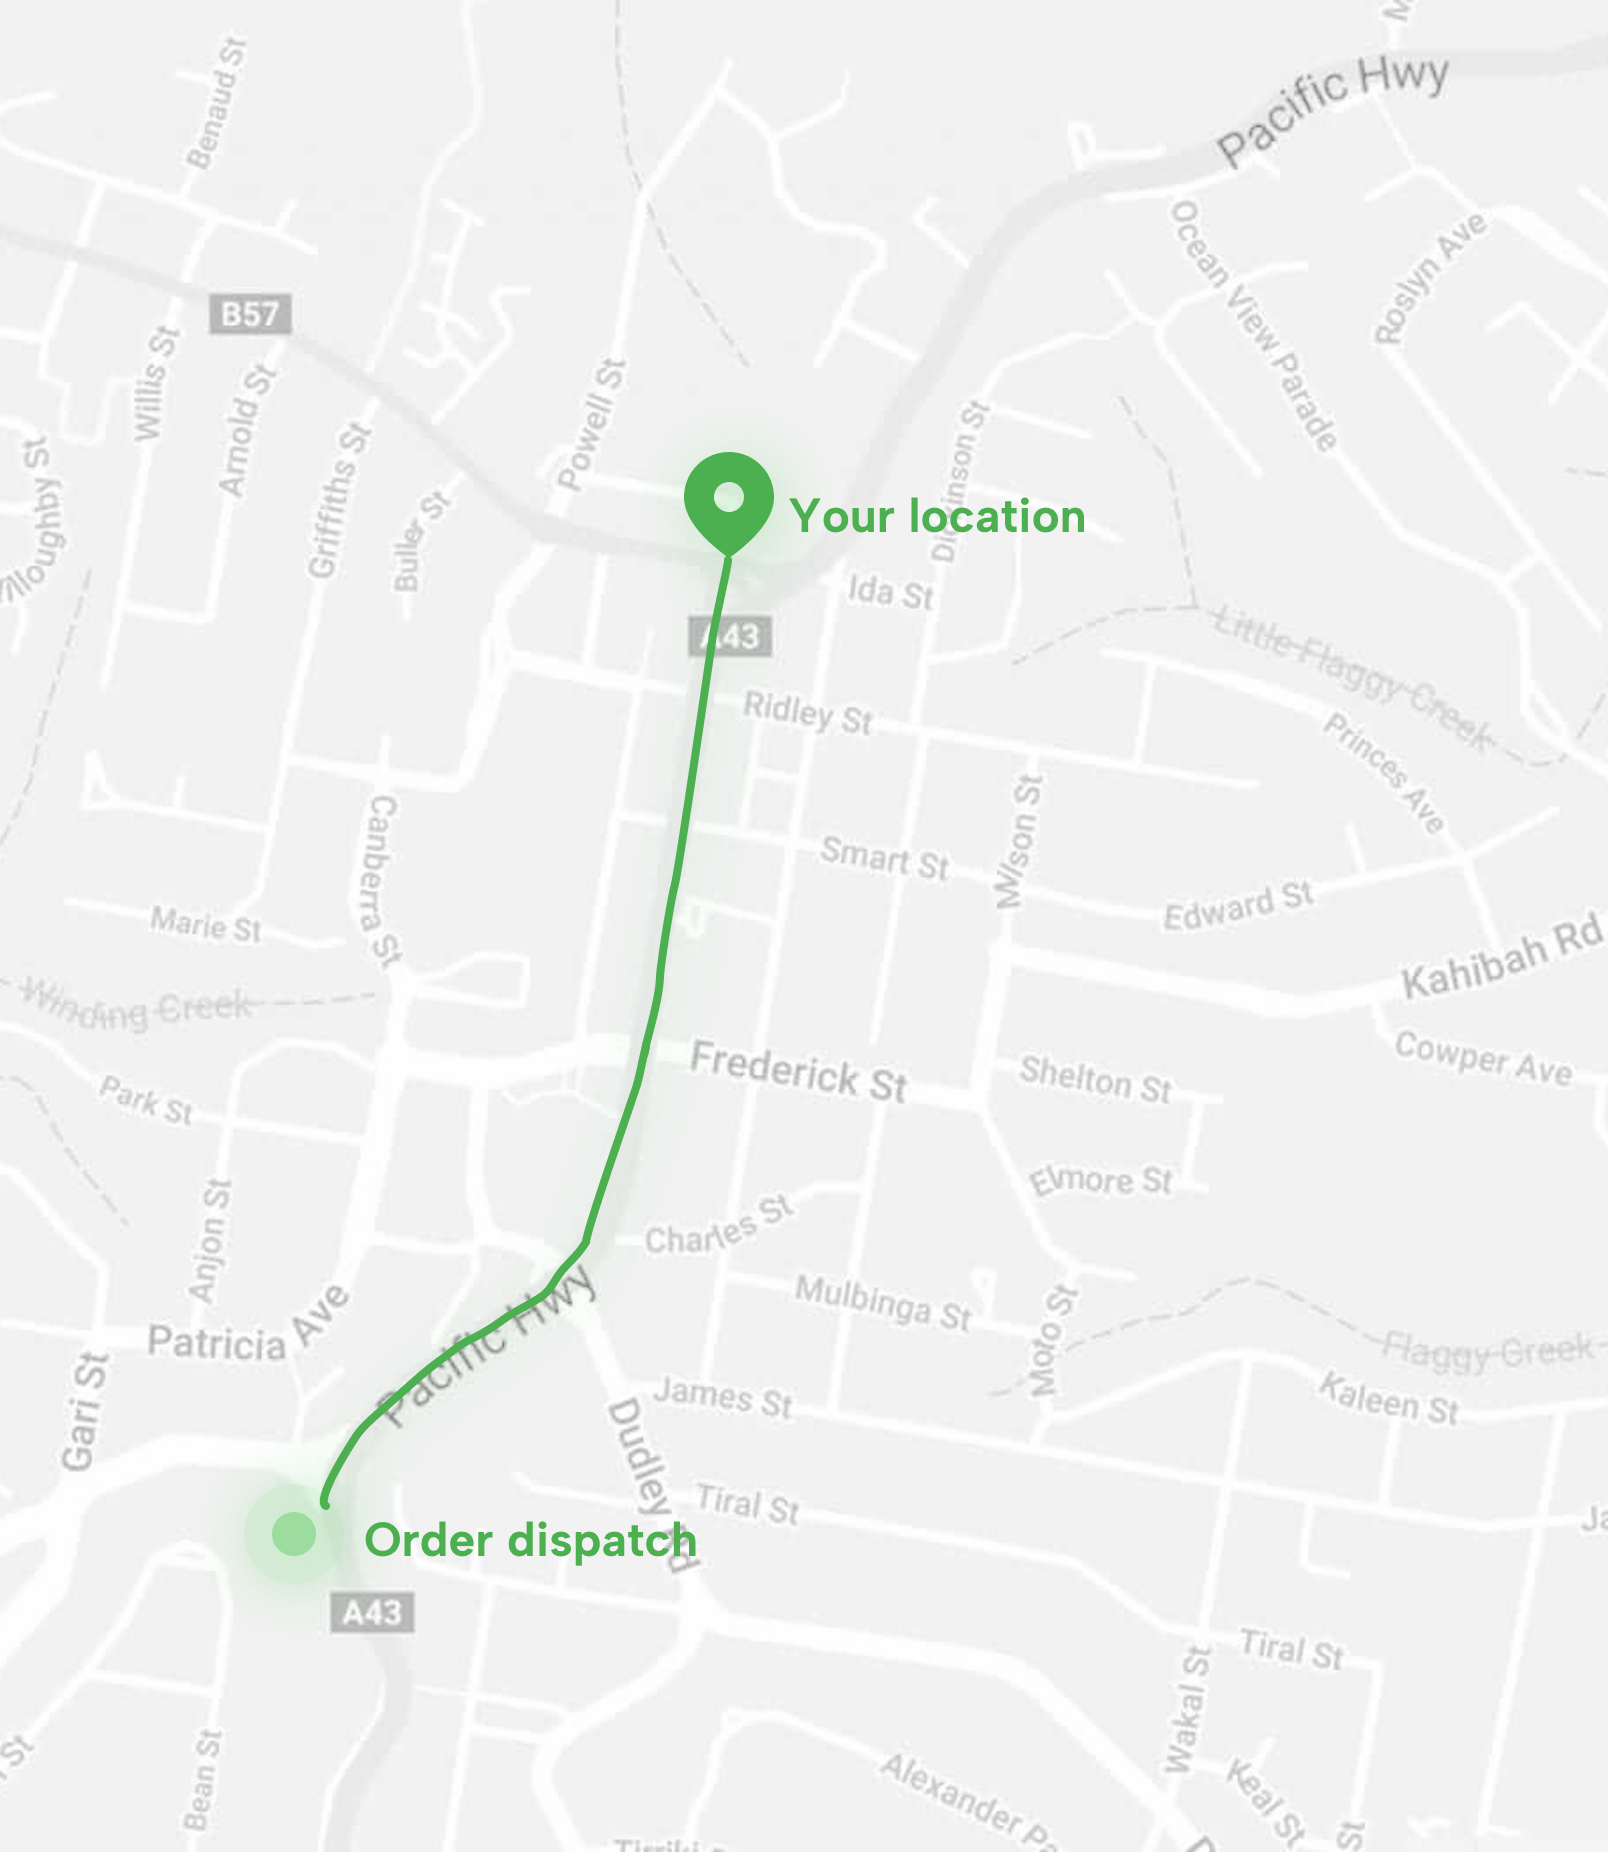 Pacific Hwy
Benaud St
Ocean View Parade
Roslyn Ave
B57
Willis St
Arnold St
Powell St
Griffiths St
Dickinson St
Buller St
Your location
Ida St
A43
Little Flaggy Creek
Ridley St
Princes Ave
Canberra St
Wilson St
Smart St
Edward St
Marie St
Kahibah Rd
Winding Creek
Frederick St
Cowper Ave
Shelton St
Park St
Elmore St
Anjon St
Charles St
Pacific Hwy
Mulbinga St
Patricia Ave
Moto St
Flaggy Creek
Gari St
James St
Kaleen St
Dudley Rd
Tiral St
Order dispatch
A43
Tiral St
Wakal St
Bean St
Alexander
Keal St
St
St